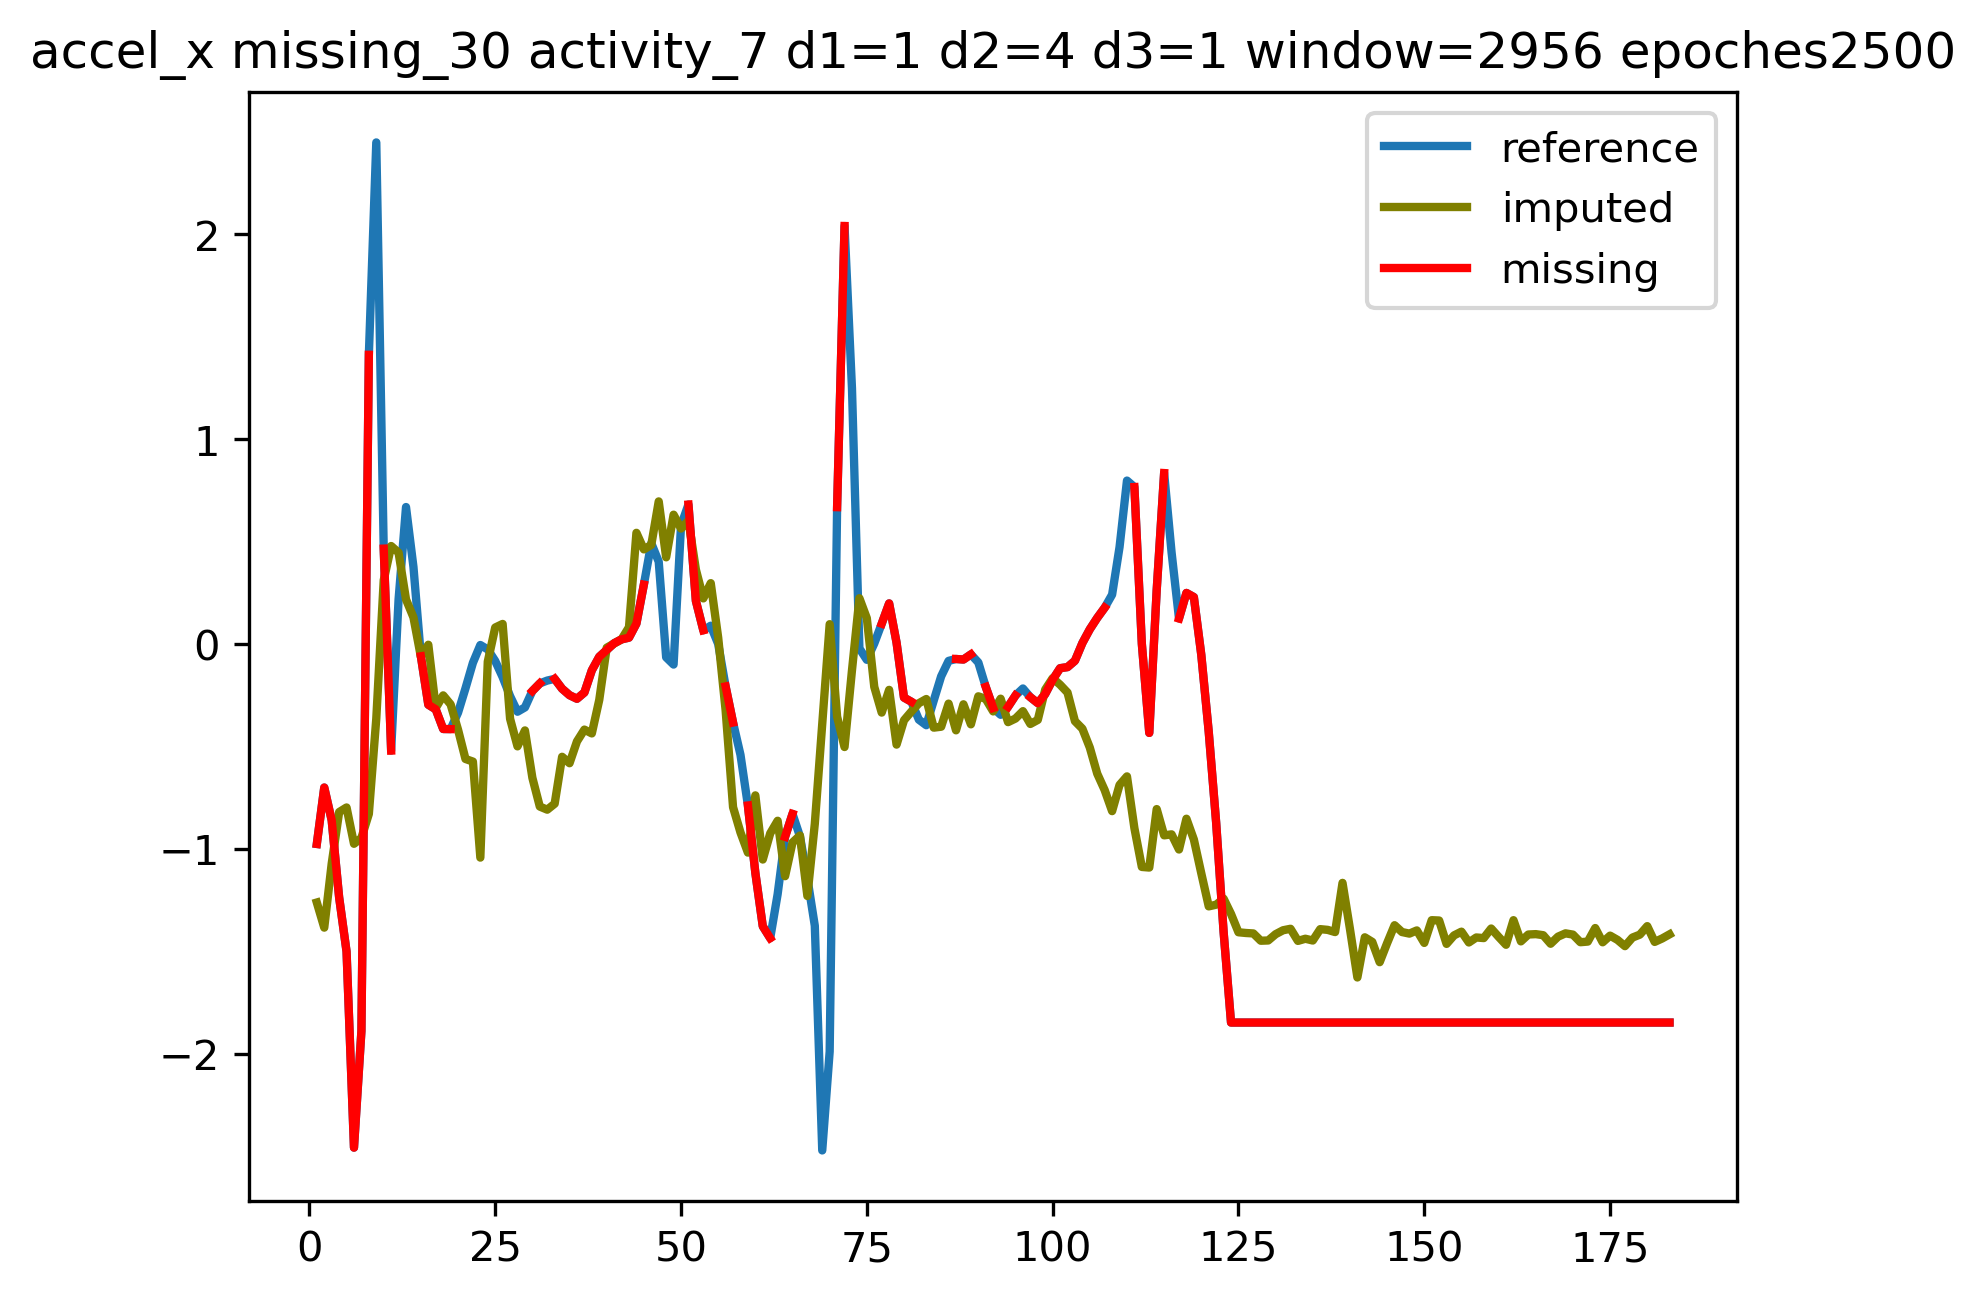 accel_x missing_30 activity_7 d1=1 d2=4 d3=1 window=2956 epoches2500
reference
imputed
missing
2
1
0
−1
−2
0 25 50 75 100 125 150 175